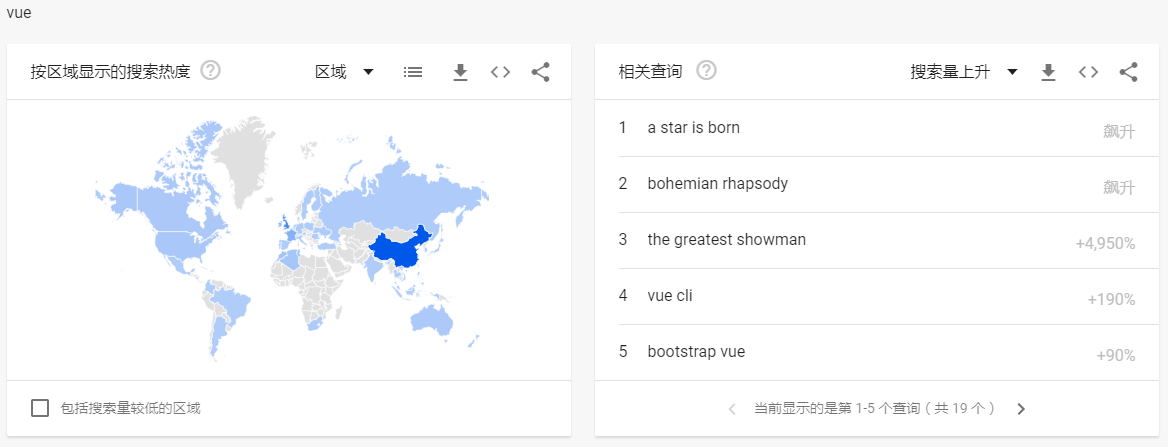 vue
按区域显示的搜索热度
区域
相关查询
搜索量上升
1 a star is born 飙升
2 bohemian rhapsody 飙升
3 the greatest showman +4,950%
4 vue cli +190%
5 bootstrap vue +90%
包括搜索量较低的区域
当前显示的是第 1-5 个查询（共 19 个）